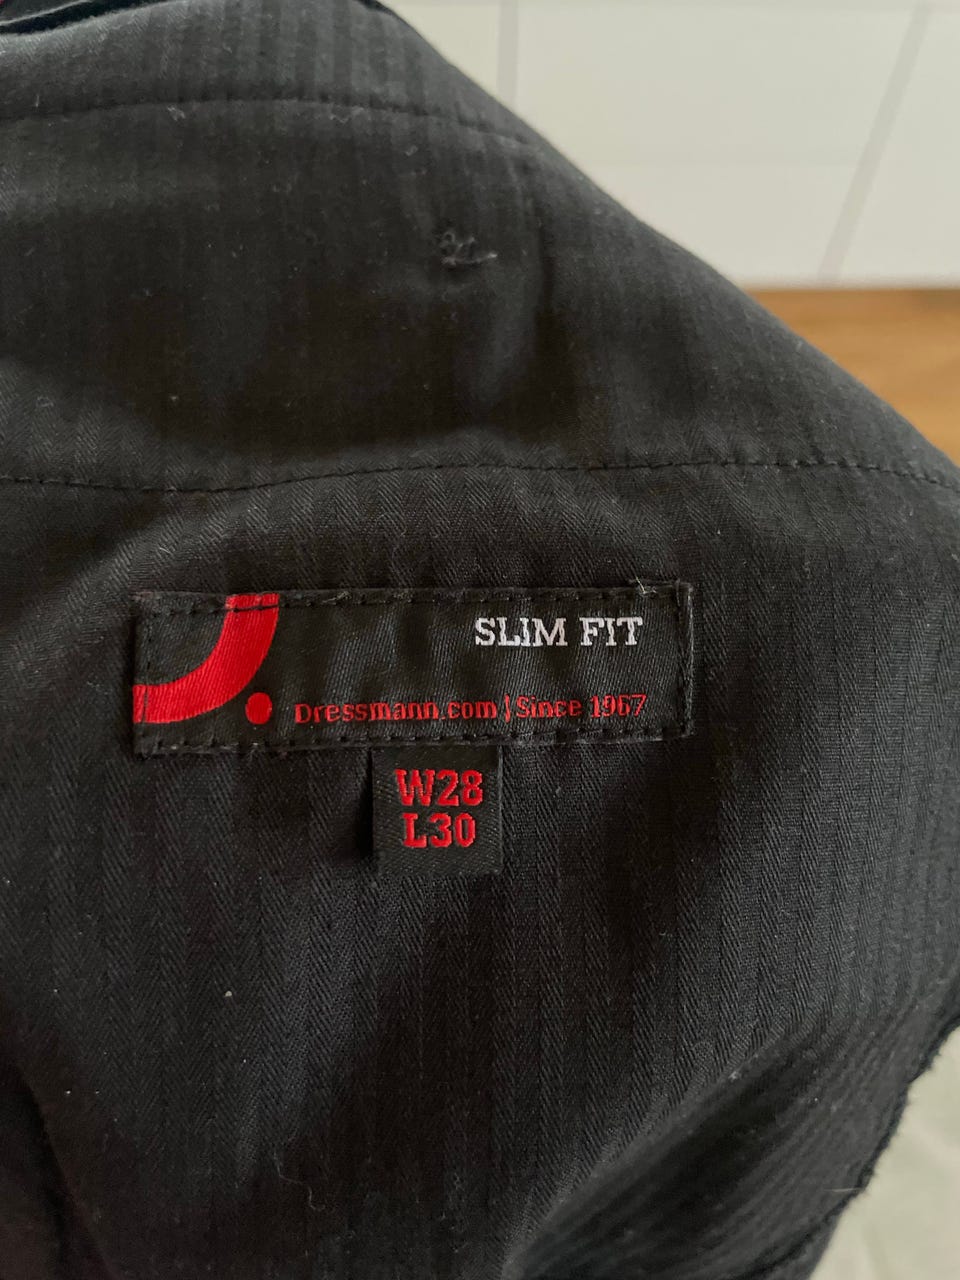 SLIM FIT
Dressmann.com | Since 1967
W28
L30